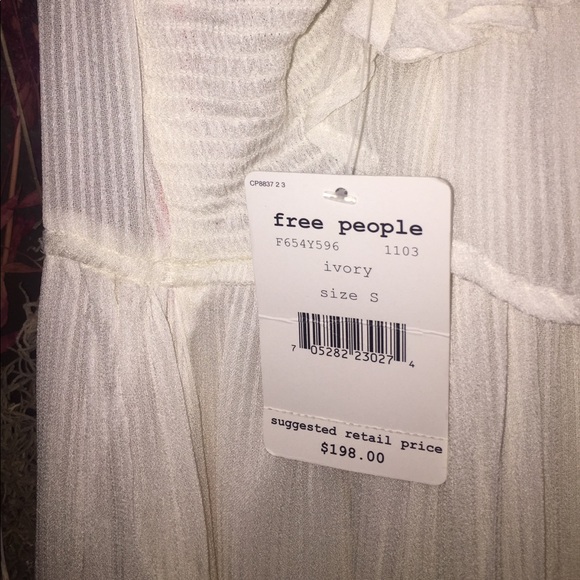 CP8837 2 3
free people
F654Y596 1103
ivory
size S
7 05282 23027 4
suggested retail price
$198.00